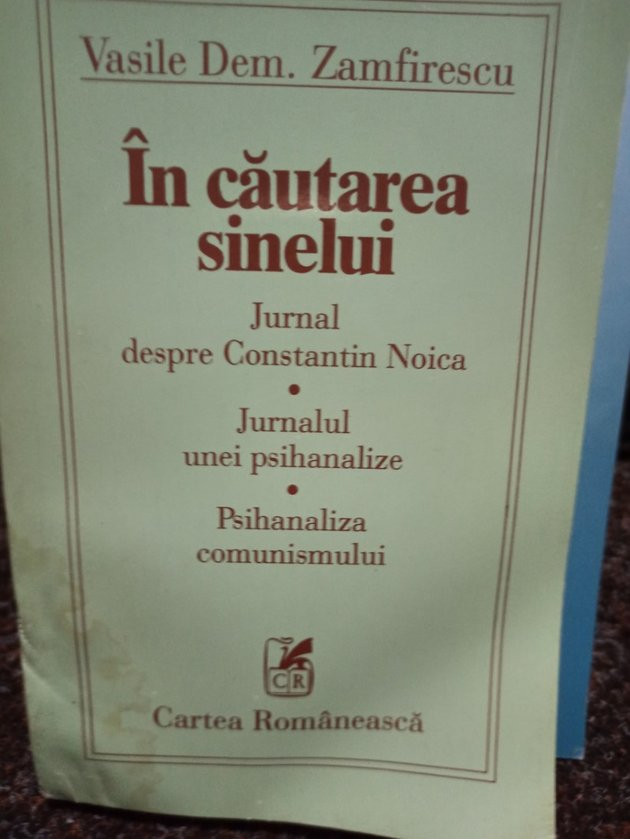 Vasile Dem. Zamfirescu
În căutarea
sinelui
Jurnal
despre Constantin Noica
•
Jurnalul
unei psihanalize
•
Psihanaliza
comunismului
CR
Cartea Românească